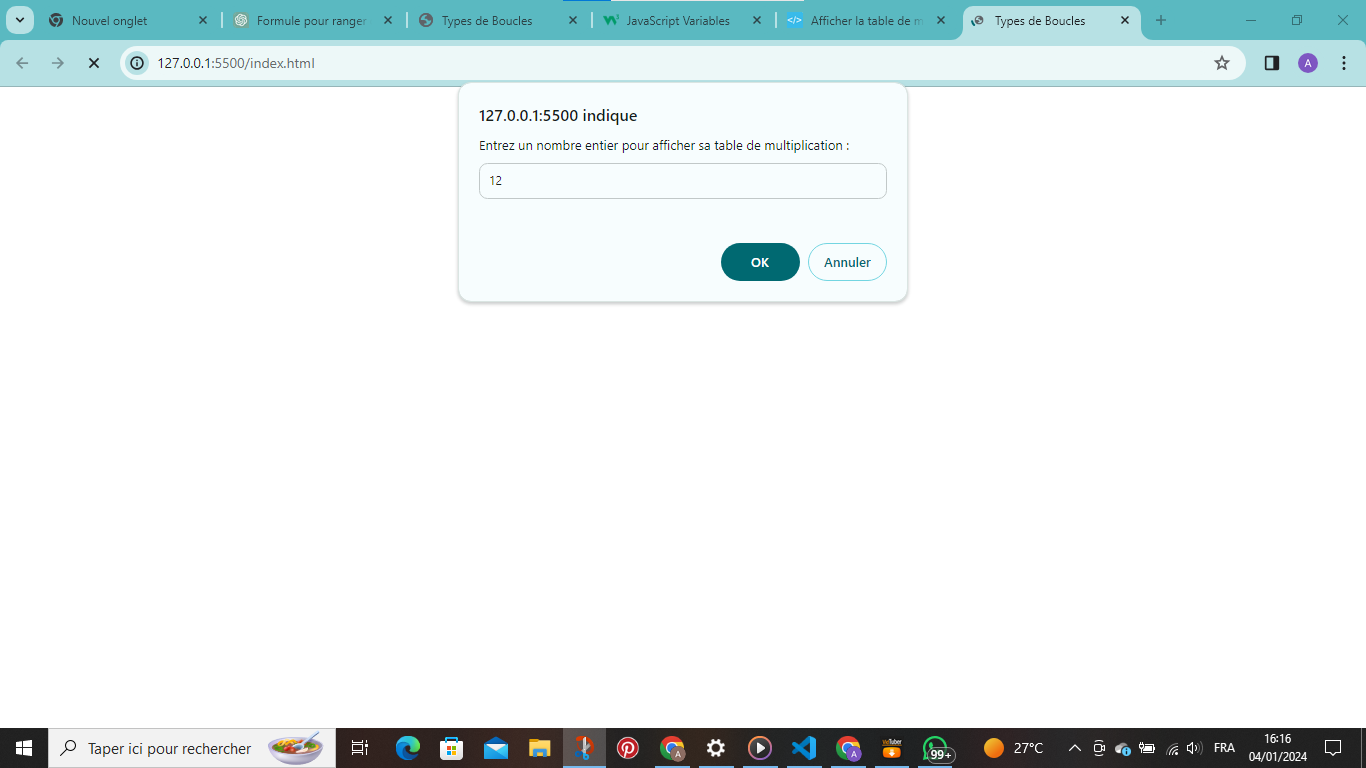 Nouvel onglet
Formule pour ranger
Types de Boucles
JavaScript Variables
Afficher la table de m
Types de Boucles
127.0.0.1:5500/index.html
A
127.0.0.1:5500 indique
Entrez un nombre entier pour afficher sa table de multiplication :
12
OK
Annuler
Taper ici pour rechercher
A
A
YouTuber
99+
27°C
FRA
16:16
04/01/2024